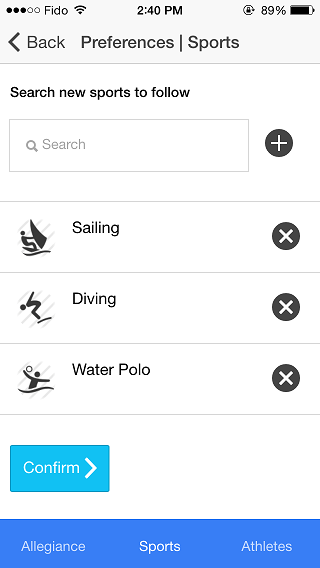 Fido 2:40 PM 89%
Back Preferences | Sports
Search new sports to follow
Search
Sailing
Diving
Water Polo
Confirm
Allegiance Sports Athletes